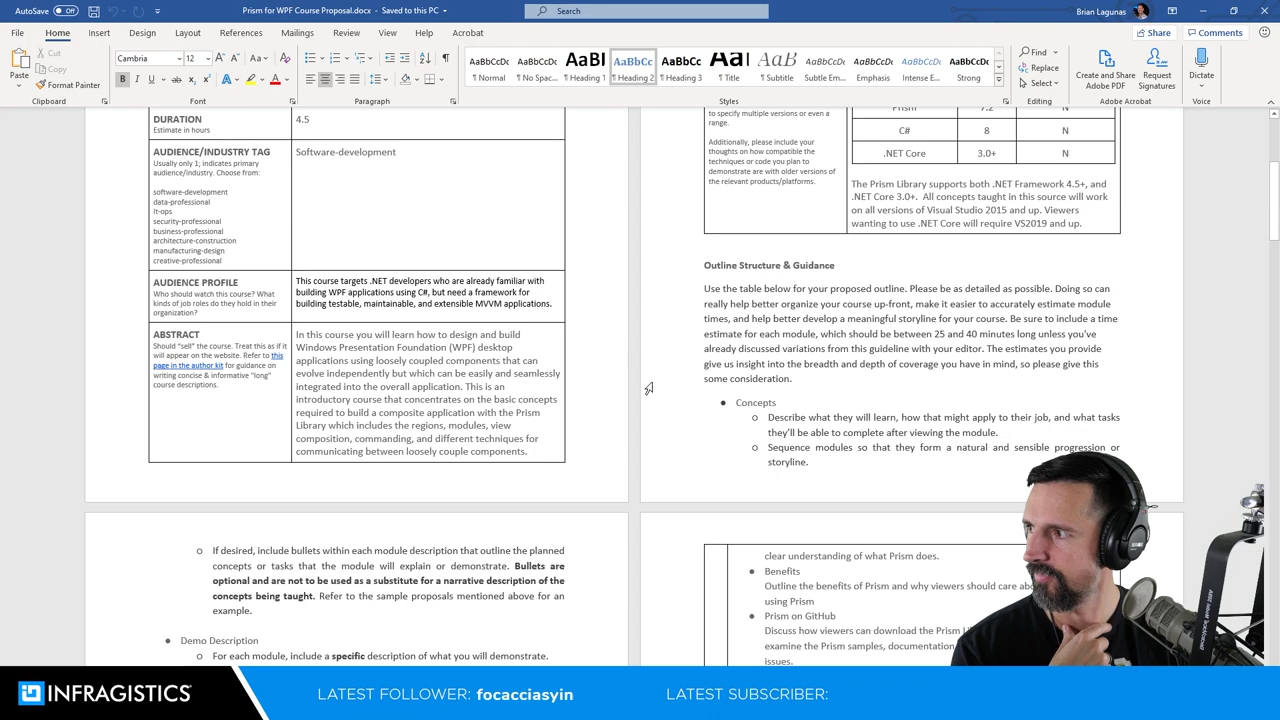 AutoSave Off
Prism for WPF Course Proposal.docx - Saved to this PC
Search
Brian Lagunas
File Home Insert Design Layout References Mailings Review View Help Acrobat
Share Comments
Paste
Cut
Copy
Format Painter
Clipboard
Cambria 12
Font
Paragraph
AaBbCcDc ¶ Normal
AaBbCcDc ¶ No Spac...
AaBl ¶ Heading 1
AaBbCc ¶ Heading 2
AaBbCc ¶ Heading 3
AaI ¶ Title
AaB ¶ Subtitle
AaBbCcDc Subtle Em...
AaBbCcDc Emphasis
AaBbCcDc Intense E...
AaBbCcDc Strong
Styles
Find
Replace
Select
Editing
Create and Share
Adobe PDF
Request
Signatures
Adobe Acrobat
Dictate
Voice
DURATION
Estimate in hours
4.5
AUDIENCE/INDUSTRY TAG
Usually only 1; indicates primary
audience/industry. Choose from:
software-development
data-professional
It-ops
security-professional
business-professional
architecture-construction
manufacturing-design
creative-professional
Software-development
AUDIENCE PROFILE
Who should watch this course? What
kinds of job roles do they hold in their
organization?
This course targets .NET developers who are already familiar with
building WPF applications using C#, but need a framework for
building testable, maintainable, and extensible MVVM applications.
ABSTRACT
Should “sell” the course. Treat this as if it
will appear on the website. Refer to this
page in the author kit for guidance on
writing concise & informative “long”
course descriptions.
In this course you will learn how to design and build
Windows Presentation Foundation (WPF) desktop
applications using loosely coupled components that can
evolve independently but which can be easily and seamlessly
integrated into the overall application. This is an
introductory course that concentrates on the basic concepts
required to build a composite application with the Prism
Library which includes the regions, modules, view
composition, commanding, and different techniques for
communicating between loosely couple components.
to specify multiple versions or even a
range.
Additionally, please include your
thoughts on how compatible the
techniques or code you plan to
demonstrate are with older versions of
the relevant products/platforms.
Prism 7.2 N
C# 8 N
.NET Core 3.0+ N
The Prism Library supports both .NET Framework 4.5+, and
.NET Core 3.0+. All concepts taught in this source will work
on all versions of Visual Studio 2015 and up. Viewers
wanting to use .NET Core will require VS2019 and up.
Outline Structure & Guidance
Use the table below for your proposed outline. Please be as detailed as possible. Doing so can
really help better organize your course up-front, make it easier to accurately estimate module
times, and help better develop a meaningful storyline for your course. Be sure to include a time
estimate for each module, which should be between 25 and 40 minutes long unless you've
already discussed variations from this guideline with your editor. The estimates you provide
give us insight into the breadth and depth of coverage you have in mind, so please give this
some consideration.
● Concepts
o Describe what they will learn, how that might apply to their job, and what tasks
they’ll be able to complete after viewing the module.
o Sequence modules so that they form a natural and sensible progression or
storyline.
o If desired, include bullets within each module description that outline the planned
concepts or tasks that the module will explain or demonstrate. Bullets are
optional and are not to be used as a substitute for a narrative description of the
concepts being taught. Refer to the sample proposals mentioned above for an
example.
● Demo Description
o For each module, include a specific description of what you will demonstrate.
clear understanding of what Prism does.
● Benefits
Outline the benefits of Prism and why viewers should care
using Prism
● Prism on GitHub
Discuss how viewers can download the Prism
examine the Prism samples, documentation
issues.
INFRAGISTICS
LATEST FOLLOWER: focacciasyin
LATEST SUBSCRIBER: